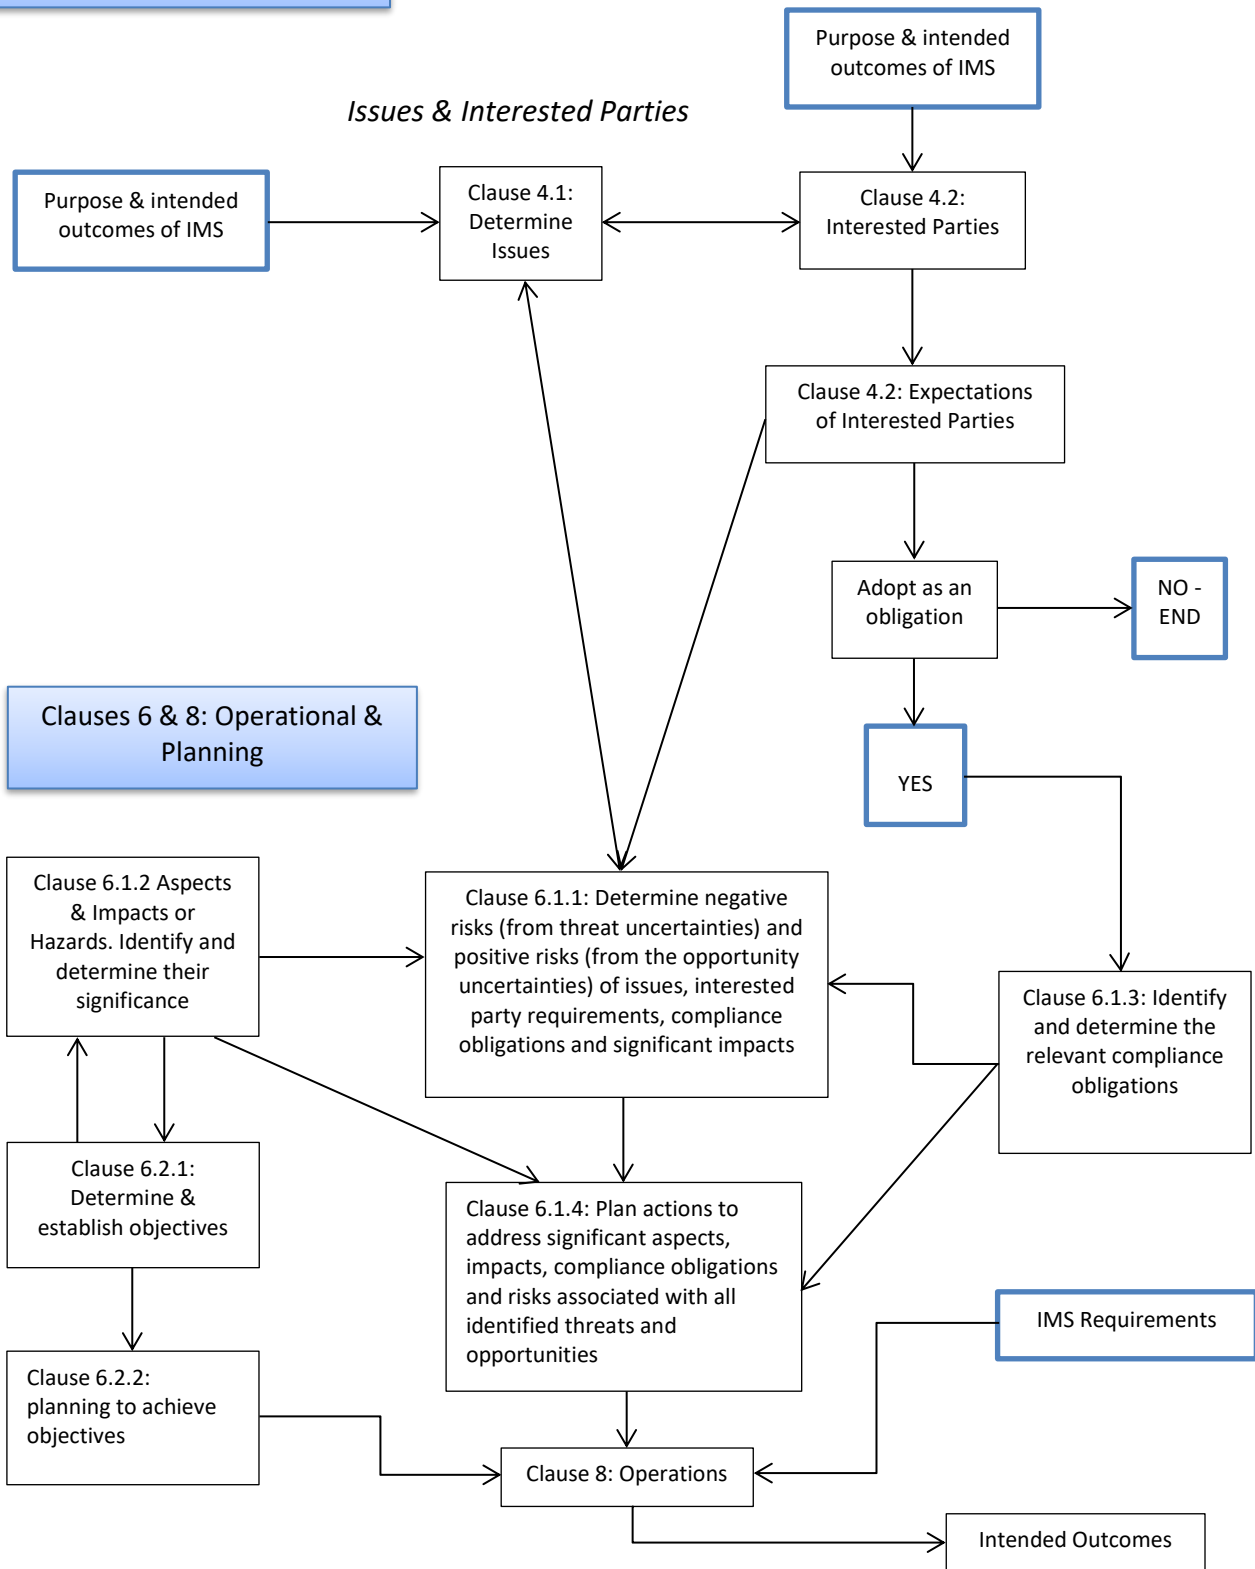 Purpose & intended
outcomes of IMS
Issues & Interested Parties
Purpose & intended
outcomes of IMS
Clause 4.1:
Determine
Issues
Clause 4.2:
Interested Parties
Clause 4.2: Expectations
of Interested Parties
Adopt as an
obligation
NO -
END
YES
Clauses 6 & 8: Operational &
Planning
Clause 6.1.2 Aspects
& Impacts or
Hazards. Identify and
determine their
significance
Clause 6.1.1: Determine negative
risks (from threat uncertainties) and
positive risks (from the opportunity
uncertainties) of issues, interested
party requirements, compliance
obligations and significant impacts
Clause 6.1.3: Identify
and determine the
relevant compliance
obligations
Clause 6.2.1:
Determine &
establish objectives
Clause 6.1.4: Plan actions to
address significant aspects,
impacts, compliance obligations
and risks associated with all
identified threats and
opportunities
IMS Requirements
Clause 6.2.2:
planning to achieve
objectives
Clause 8: Operations
Intended Outcomes